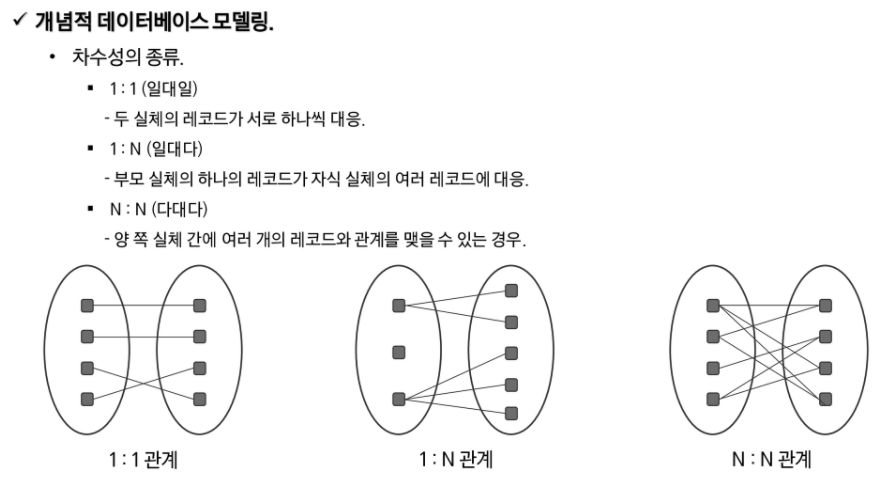 ✓ 개념적 데이터베이스 모델링.
• 차수성의 종류.
▪ 1 : 1 (일대일)
- 두 실체의 레코드가 서로 하나씩 대응.
▪ 1 : N (일대다)
- 부모 실체의 하나의 레코드가 자식 실체의 여러 레코드에 대응.
▪ N : N (다대다)
- 양 쪽 실체 간에 여러 개의 레코드와 관계를 맺을 수 있는 경우.
1 : 1 관계
1 : N 관계
N : N 관계